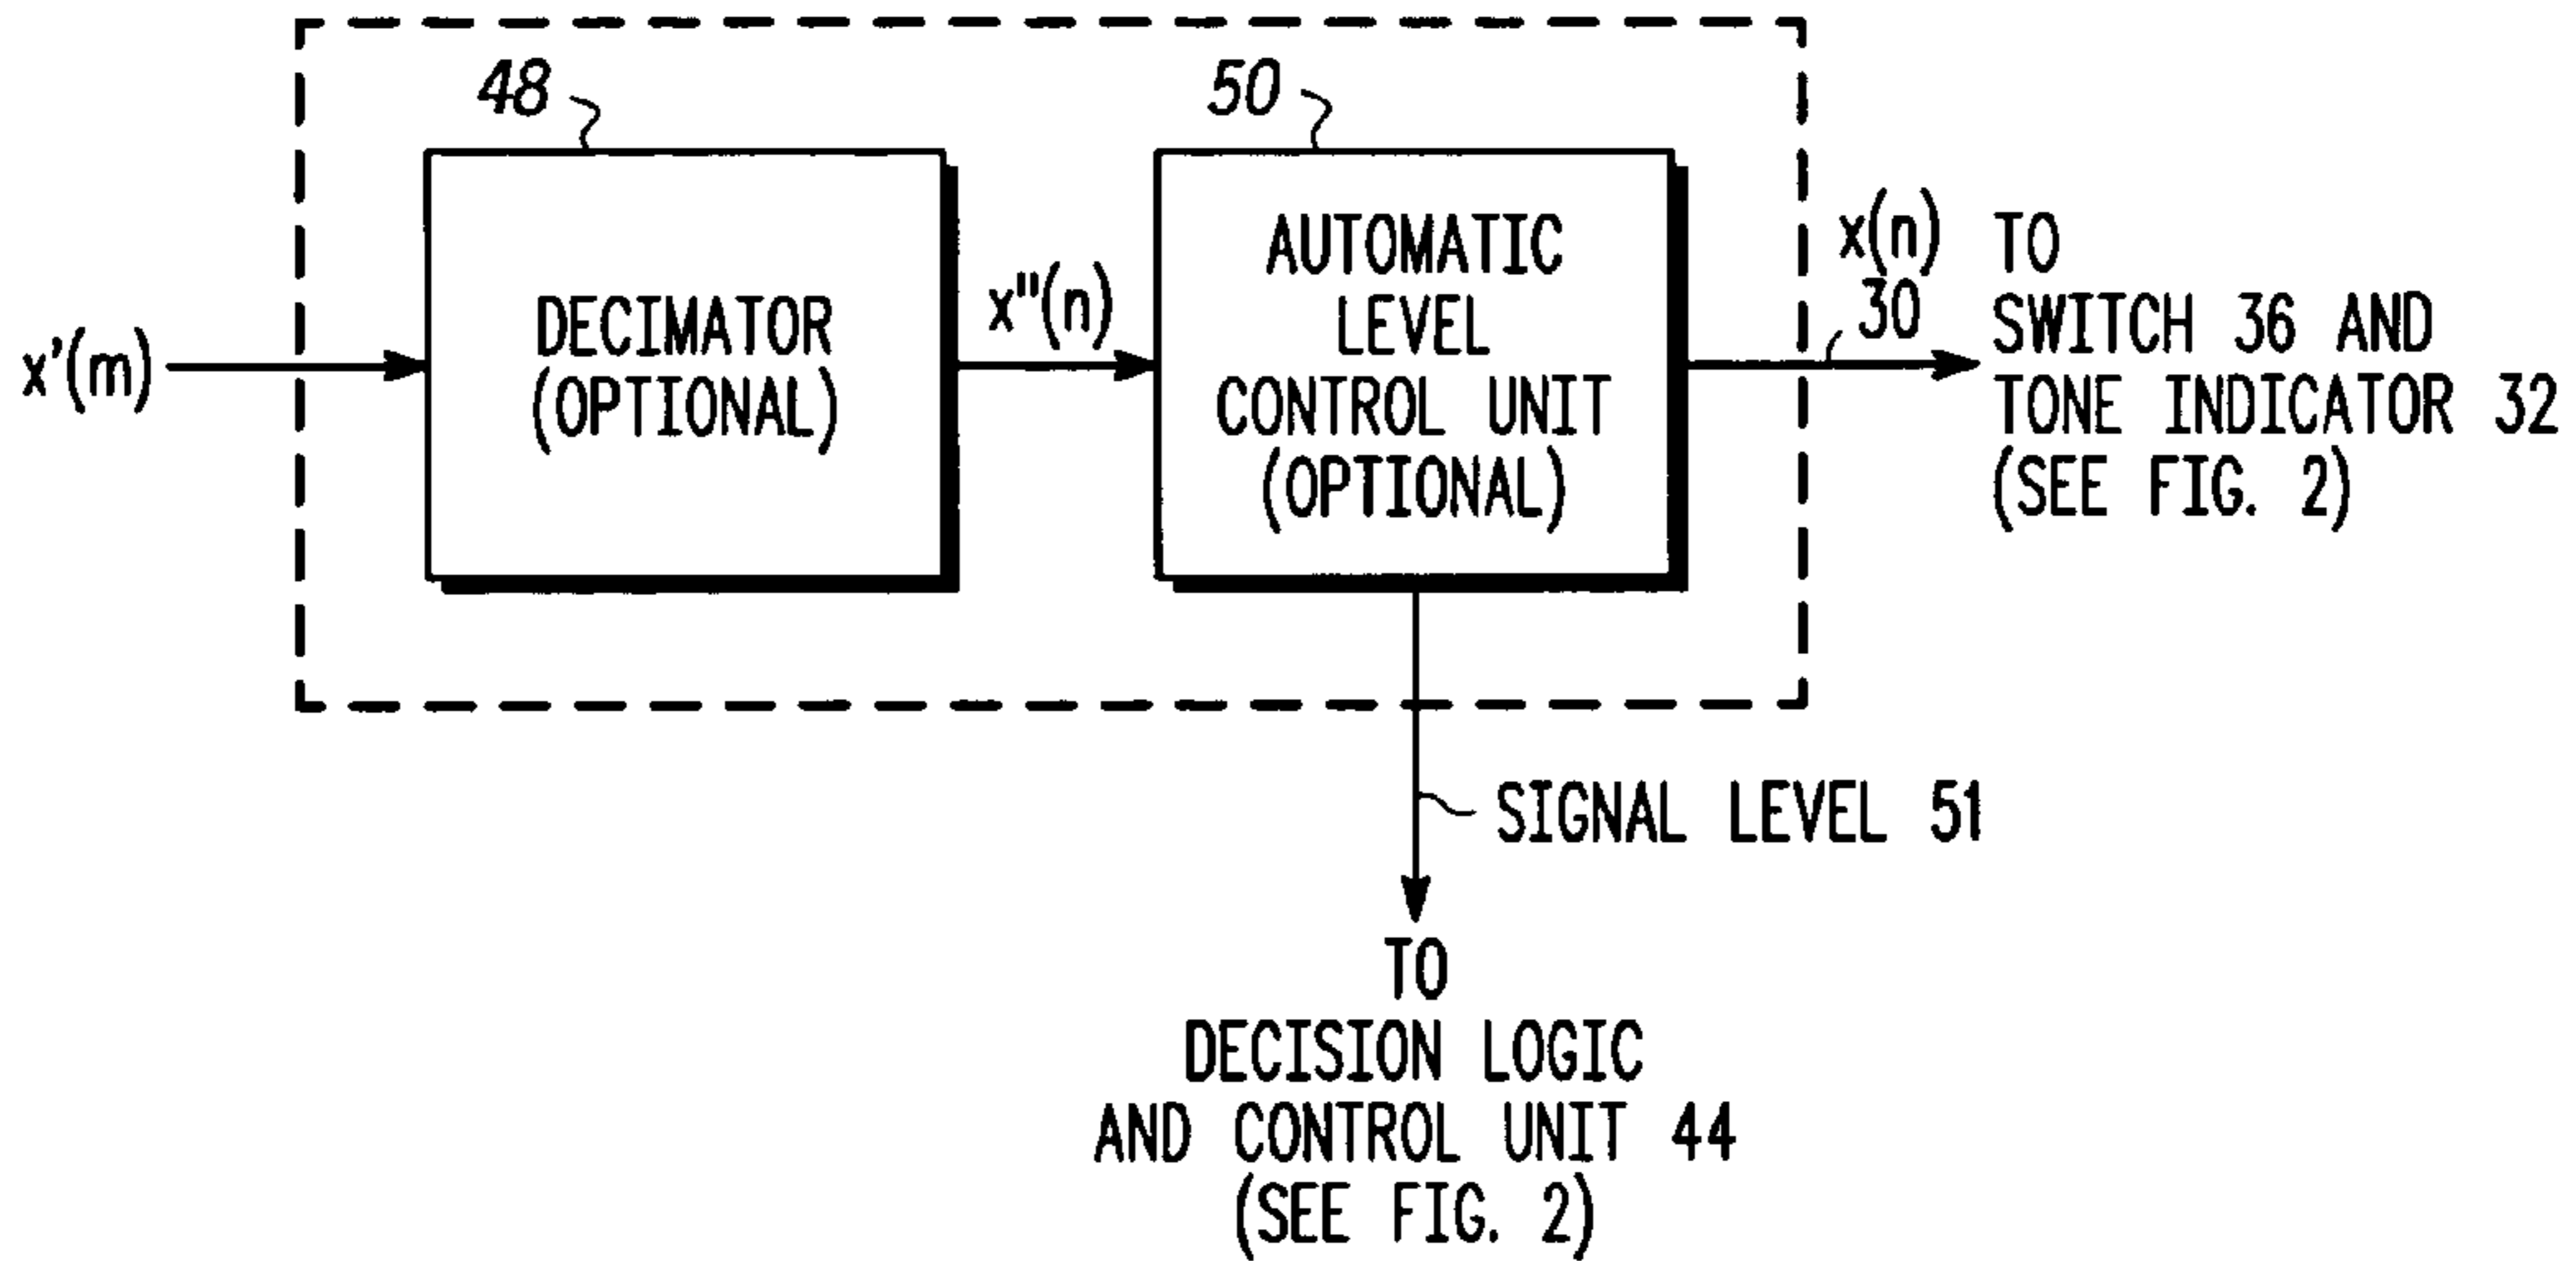 48
50
x'(m)
DECIMATOR
(OPTIONAL)
x"(n)
AUTOMATIC
LEVEL
CONTROL UNIT
(OPTIONAL)
x(n)
30
TO
SWITCH 36 AND
TONE INDICATOR 32
(SEE FIG. 2)
SIGNAL LEVEL 51
TO
DECISION LOGIC
AND CONTROL UNIT 44
(SEE FIG. 2)